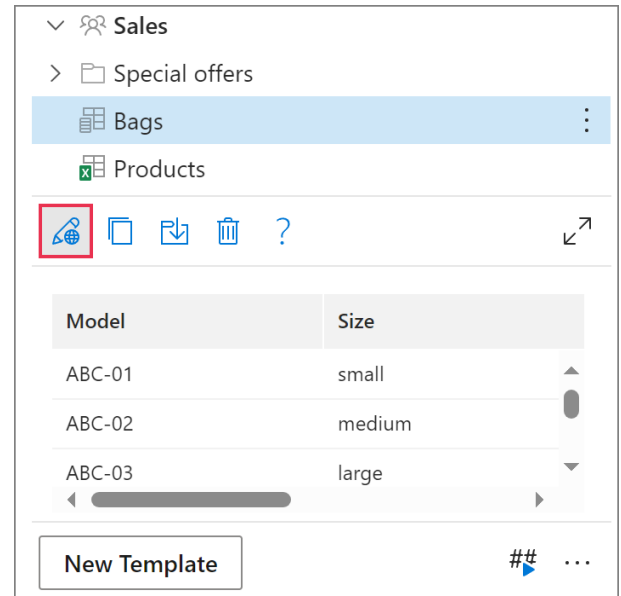 Sales
Special offers
Bags
Products
?
Model Size
ABC-01 small
ABC-02 medium
ABC-03 large
New Template ## ...